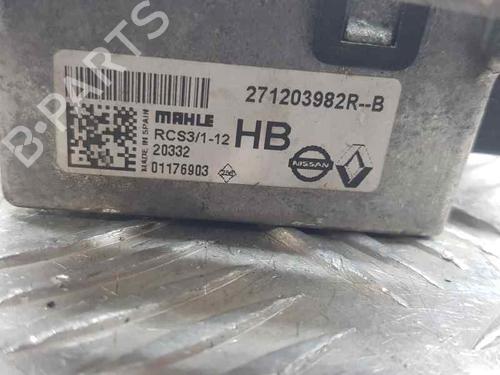 B-PARTS
271203982R--B
MAHLE
RCS3/1-12
HB
20332
01176903
MADE IN SPAIN
NISSAN